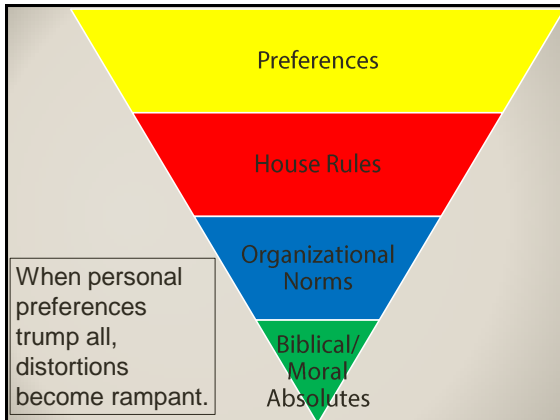 Preferences
House Rules
Organizational
Norms
Biblical/
Moral
Absolutes
When personal
preferences
trump all,
distortions
become rampant.